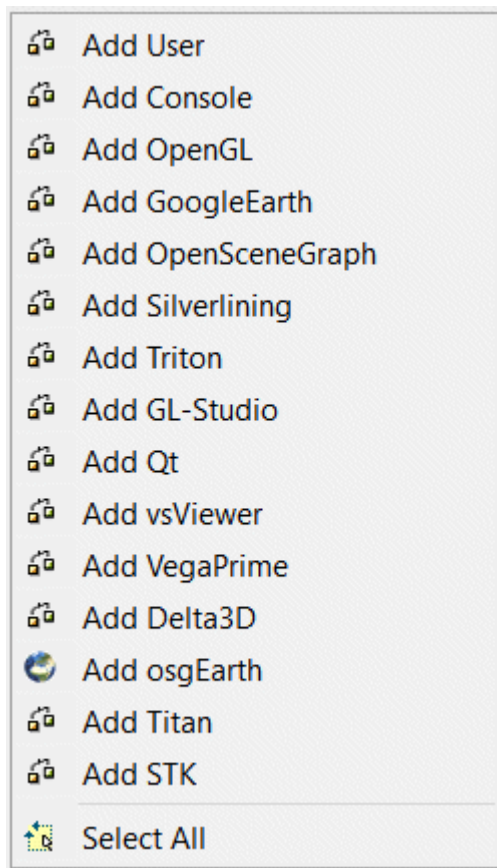 Add User
Add Console
Add OpenGL
Add GoogleEarth
Add OpenSceneGraph
Add Silverlining
Add Triton
Add GL-Studio
Add Qt
Add vsViewer
Add VegaPrime
Add Delta3D
Add osgEarth
Add Titan
Add STK
Select All